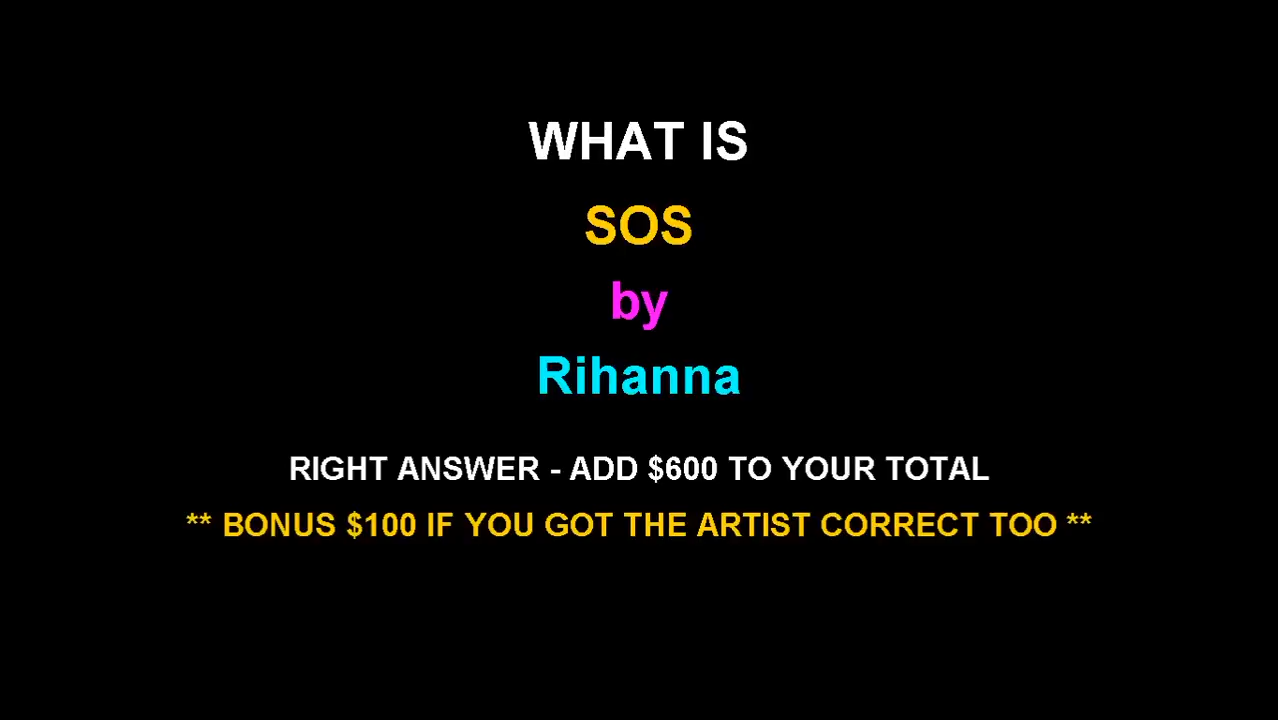 WHAT IS
SOS
by
Rihanna
RIGHT ANSWER - ADD $600 TO YOUR TOTAL
** BONUS $100 IF YOU GOT THE ARTIST CORRECT TOO **